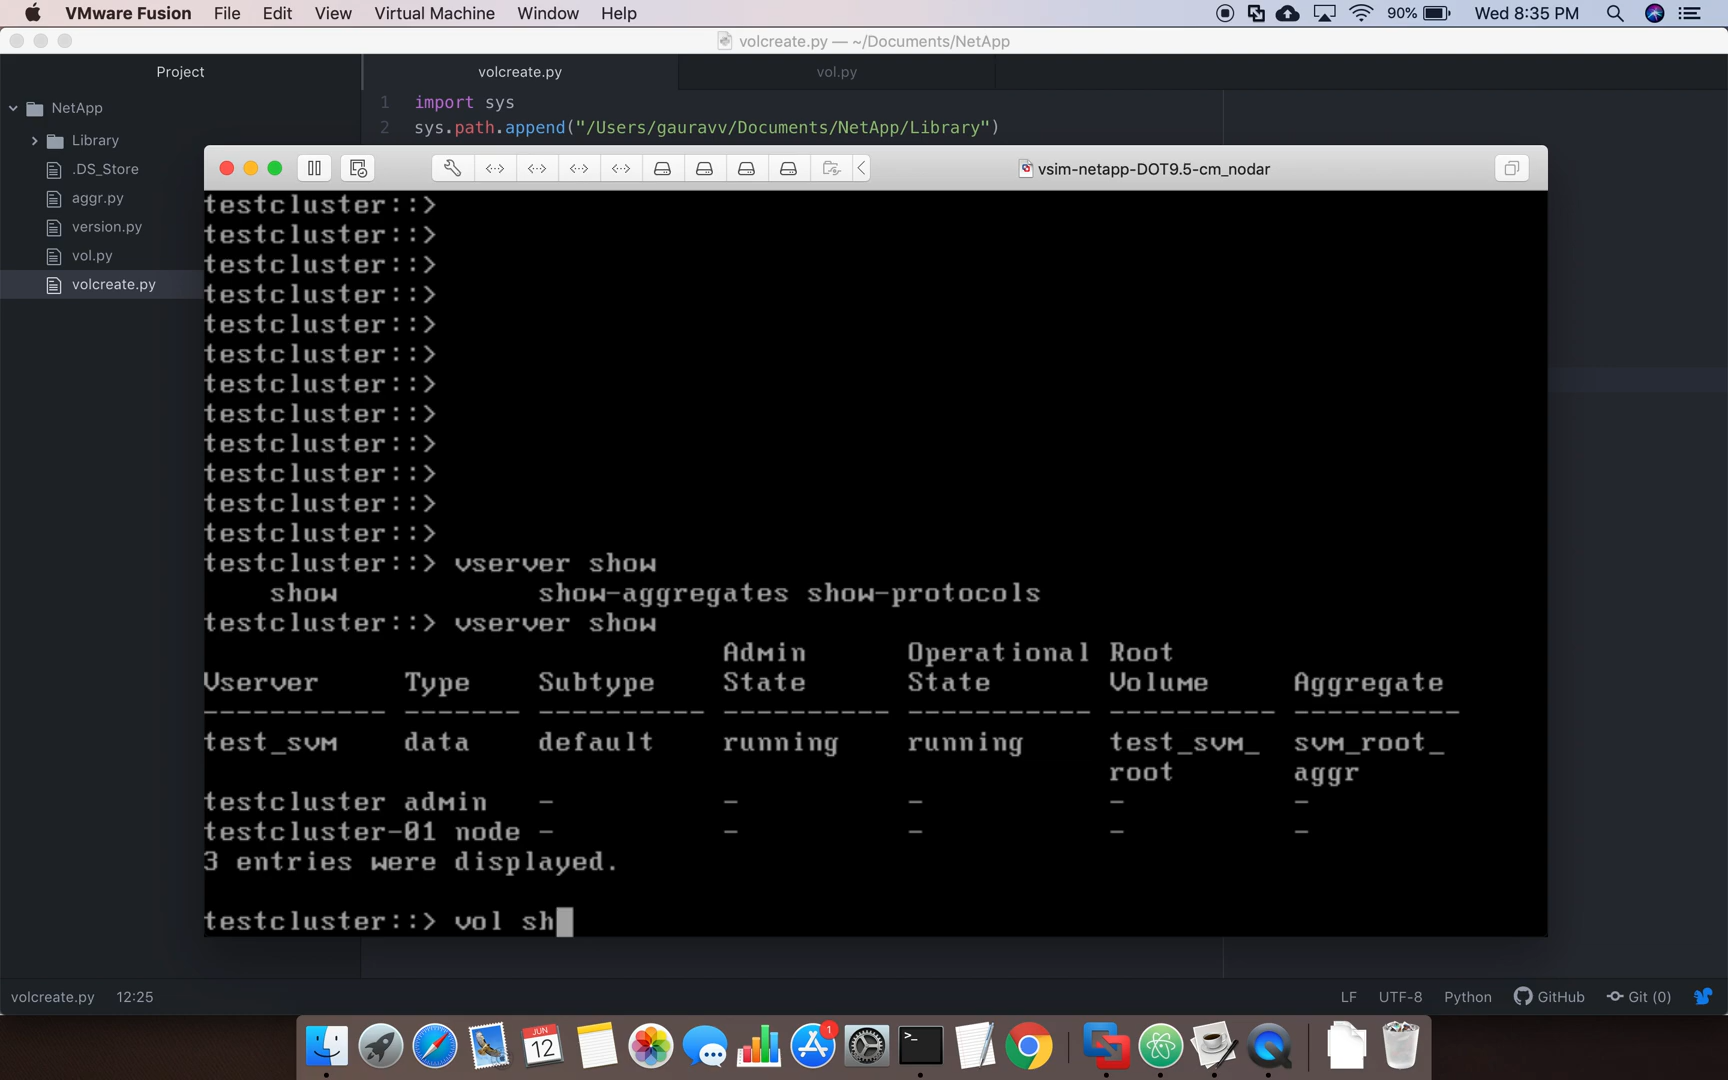 VMware Fusion File Edit View Virtual Machine Window Help 90% Wed 8:35 PM
volcreate.py — ~/Documents/NetApp
Project volcreate.py vol.py
NetApp
Library
.DS_Store
aggr.py
version.py
vol.py
volcreate.py
1 import sys
2 sys.path.append("/Users/gauravv/Documents/NetApp/Library")
vsim-netapp-DOT9.5-cm_nodar
testcluster::>
testcluster::>
testcluster::>
testcluster::>
testcluster::>
testcluster::>
testcluster::>
testcluster::>
testcluster::>
testcluster::>
testcluster::>
testcluster::>
testcluster::> vserver show
show show-aggregates show-protocols
testcluster::> vserver show
Admin Operational Root
Vserver Type Subtype State State Volume Aggregate
----------- ------- ---------- ---------- ----------- ---------- ----------
test_svm data default running running test_svm_ svm_root_
root aggr
testcluster admin - - - - -
testcluster-01 node - - - - -
3 entries were displayed.
testcluster::> vol sh
volcreate.py 12:25 LF UTF-8 Python GitHub Git (0)
JUN
12
1
>_